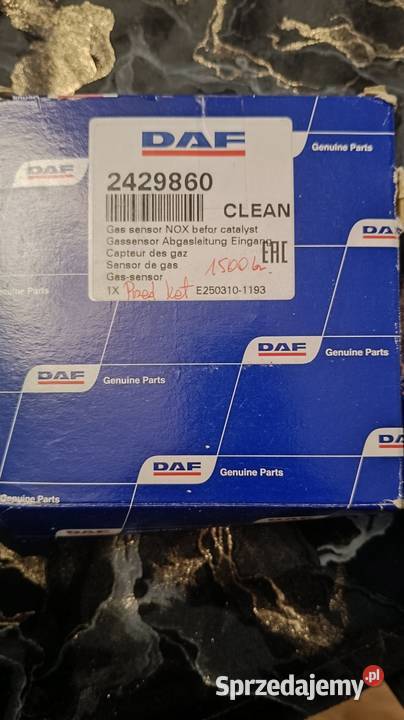 DAF
Genuine Parts
DAF
2429860
CLEAN
Gas sensor NOX befor catalyst
Gassensor Abgasleitung Eingang
Capteur des gaz
Sensor de gas
Gas-sensor
EAC
1500
1X Przed kat E250310-1193
DAF
Genuine Parts
DAF
Genuine Parts
DAF
Genuine Parts
DA
Genuine Parts
Sprzedajemy.pl